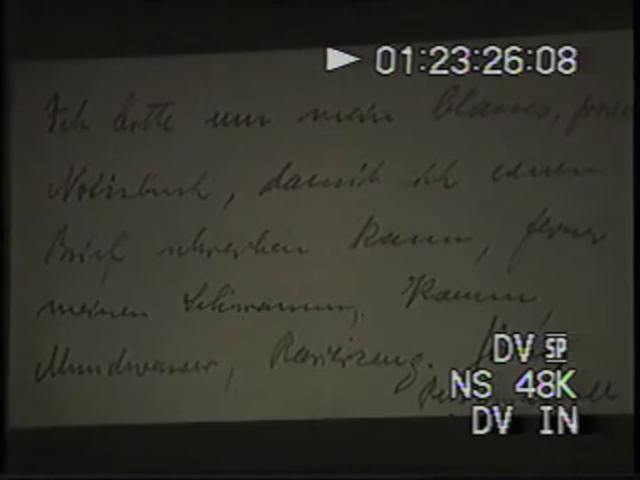 01:23:26:08
Ich bitte um mein blaues,
Notizbuch, damit ich einen
Brief schreiben kann, ferner
meinen Schwamm, Kamm
Mundwasser, Rasierzeug.
DV SP
NS 48K
DV IN